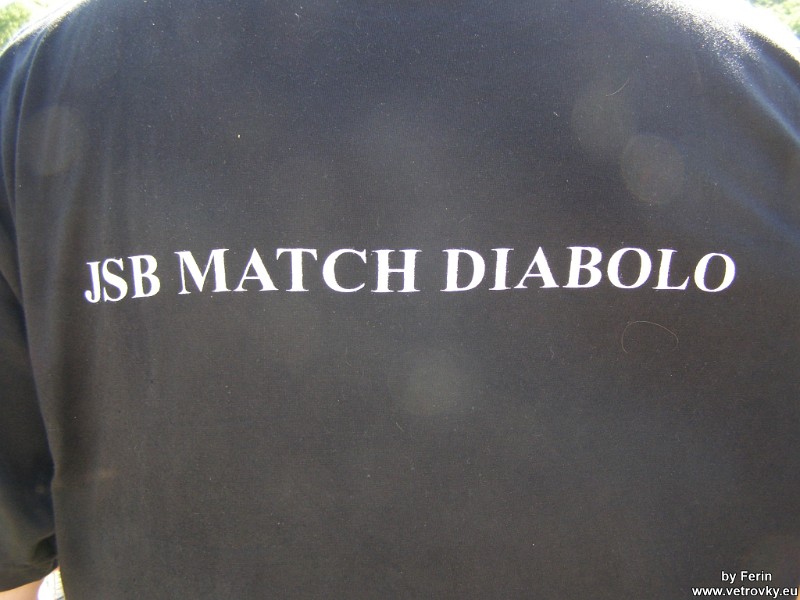 JSB MATCH DIABOLO
by Ferin
www.vetrovky.eu